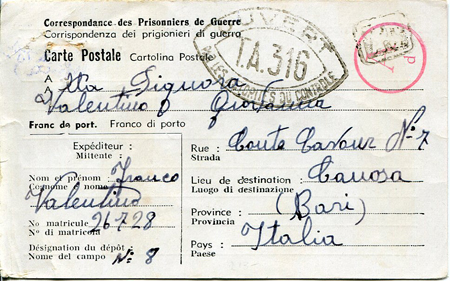 Correspondance des Prisonniers de Guerre
Corrispondenza dei prigionieri di guerra
Carte Postale Cartolina Postale
OUVERT
T.A. 316
A Alla Signora
A Valentino Giovanna
Franc de port. Franco di porto
Expéditeur :
Mittente :
Nom et prénom Franco
Cognome e nome
Valentino
No matricule 26728
N° di matricola
Désignation du dépôt :
Nome del campo N° 8
Rue : Conte Cavour N° 7
Strada
Lieu de destination : Canosa
Luogo di destinazione
Province : (Bari)
Provincia
Pays : Italia
Paese